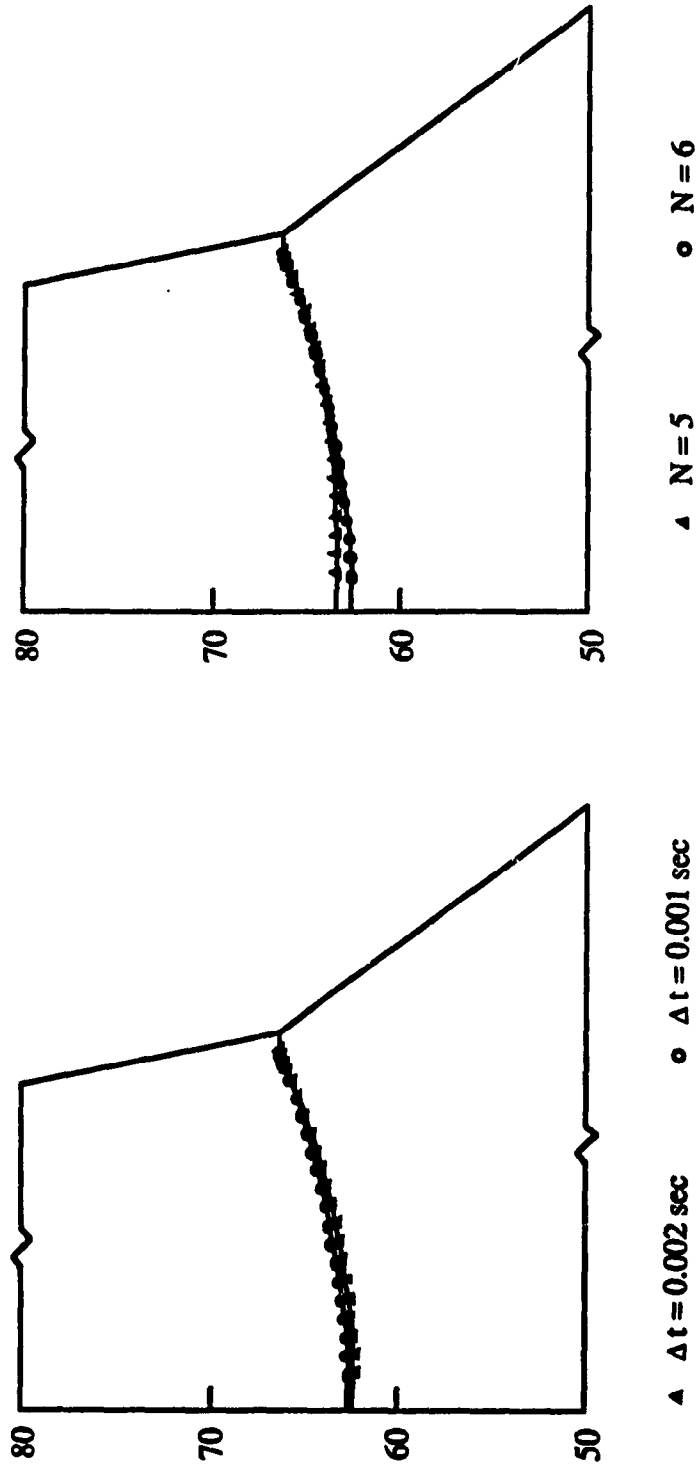 80
70
60
50
▲ Δt = 0.002 sec
o Δt = 0.001 sec
80
70
60
50
▲ N = 5
o N = 6